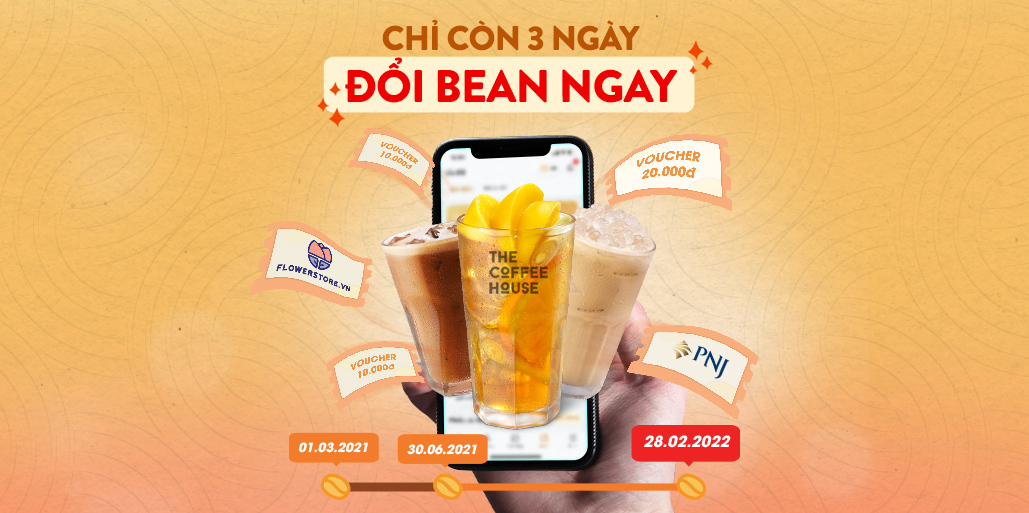 CHỈ CÒN 3 NGÀY
ĐỔI BEAN NGAY
VOUCHER
10.000đ
VOUCHER
20.000đ
THE
COFFEE
HOUSE
FLOWERSTORE.VN
PNJ
VOUCHER
10.000đ
01.03.2021
30.06.2021
28.02.2022